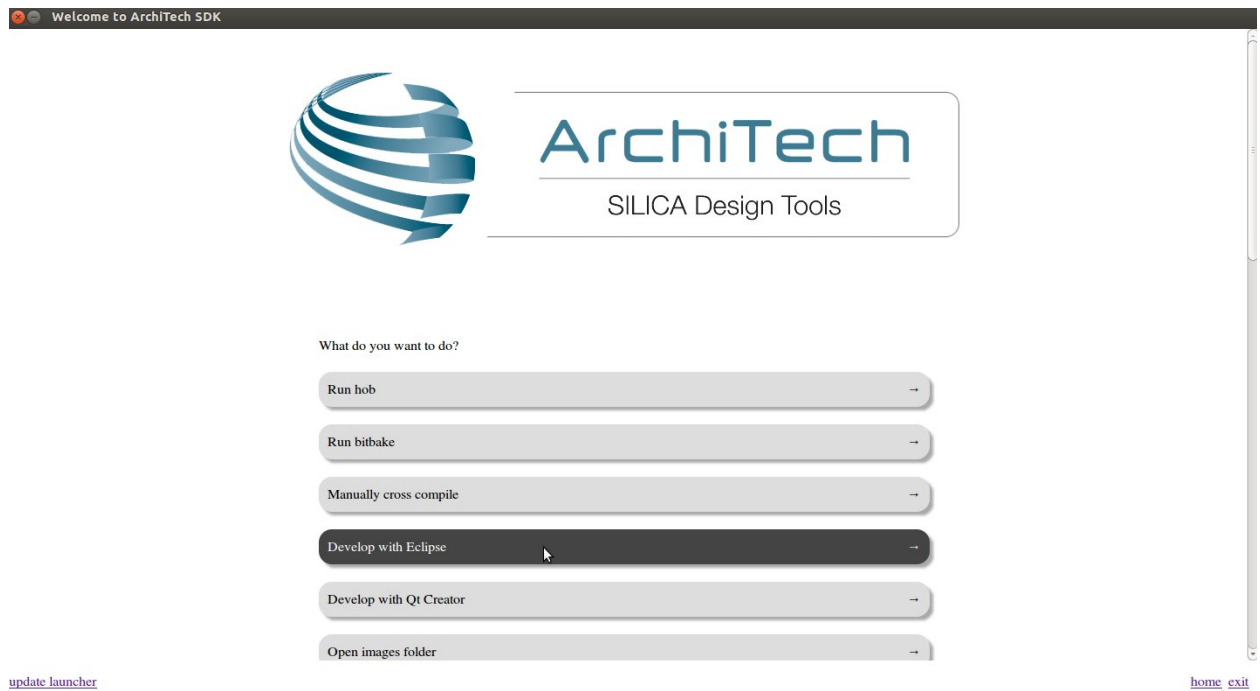 Welcome to ArchiTech SDK
ArchiTech
SILICA Design Tools
What do you want to do?
Run hob →
Run bitbake →
Manually cross compile →
Develop with Eclipse →
Develop with Qt Creator →
Open images folder →
update launcher home exit